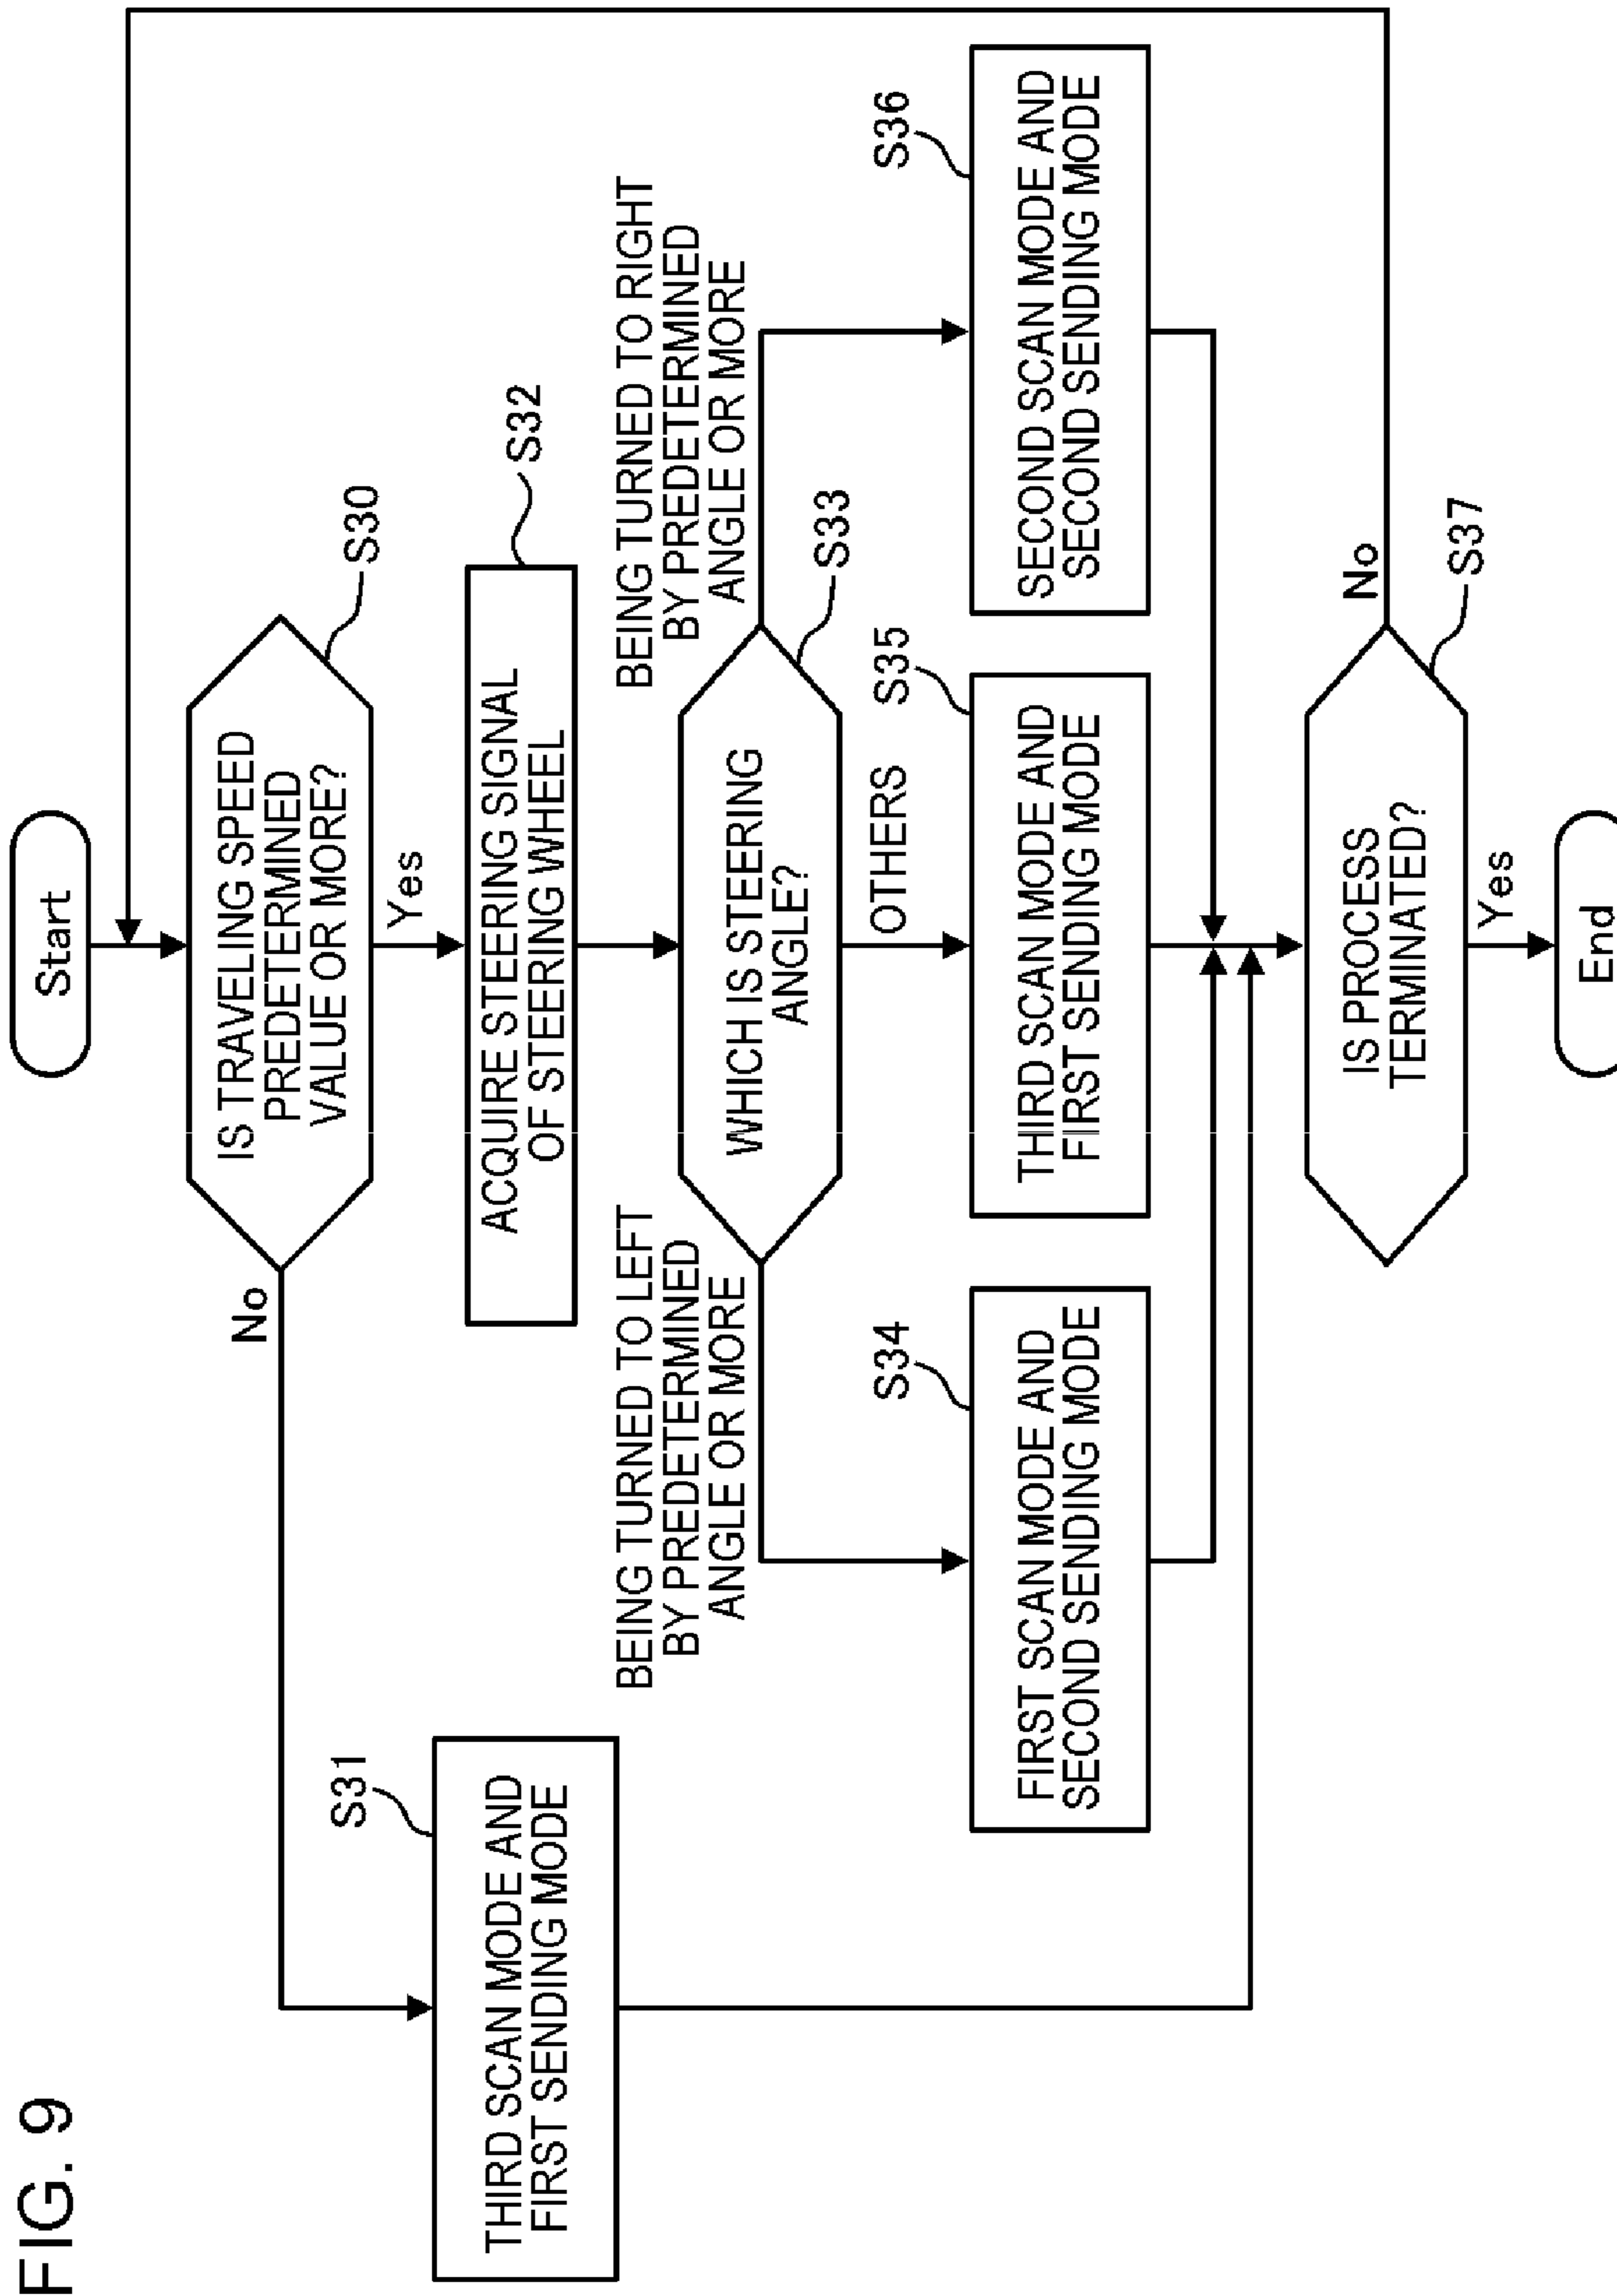 FIG. 9
Start
IS TRAVELING SPEED
PREDETERMINED
VALUE OR MORE?
S30
No
Yes
S31
THIRD SCAN MODE AND
FIRST SENDING MODE
ACQUIRE STEERING SIGNAL
OF STEERING WHEEL
S32
BEING TURNED TO LEFT
BY PREDETERMINED
ANGLE OR MORE
WHICH IS STEERING
ANGLE?
S33
BEING TURNED TO RIGHT
BY PREDETERMINED
ANGLE OR MORE
OTHERS
S34
FIRST SCAN MODE AND
SECOND SENDING MODE
S35
THIRD SCAN MODE AND
FIRST SENDING MODE
S36
SECOND SCAN MODE AND
SECOND SENDING MODE
IS PROCESS
TERMINATED?
No
S37
Yes
End